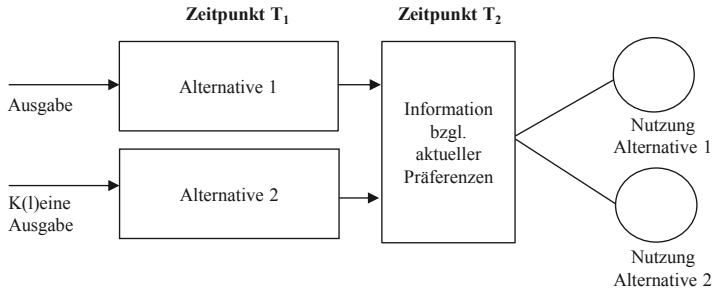 Zeitpunkt T1
Zeitpunkt T2
Ausgabe
Alternative 1
K(l)eine
Ausgabe
Alternative 2
Information
bzgl.
aktueller
Präferenzen
Nutzung
Alternative 1
Nutzung
Alternative 2